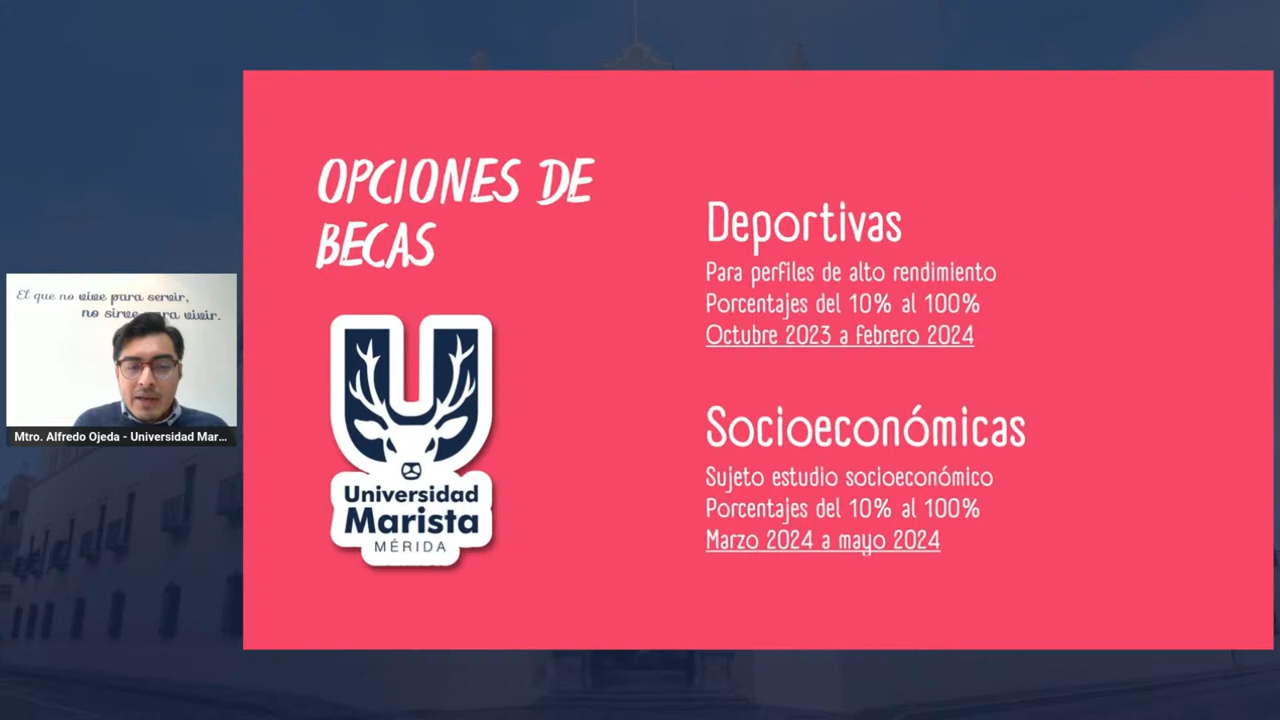 OPCIONES DE
BECAS
Universidad
Marista
MÉRIDA
Deportivas
Para perfiles de alto rendimiento
Porcentajes del 10% al 100%
Octubre 2023 a febrero 2024
Socioeconómicas
Sujeto estudio socioeconómico
Porcentajes del 10% al 100%
Marzo 2024 a mayo 2024
El que no vive para servir,
no sirve para vivir.
Mtro. Alfredo Ojeda - Universidad Mar...